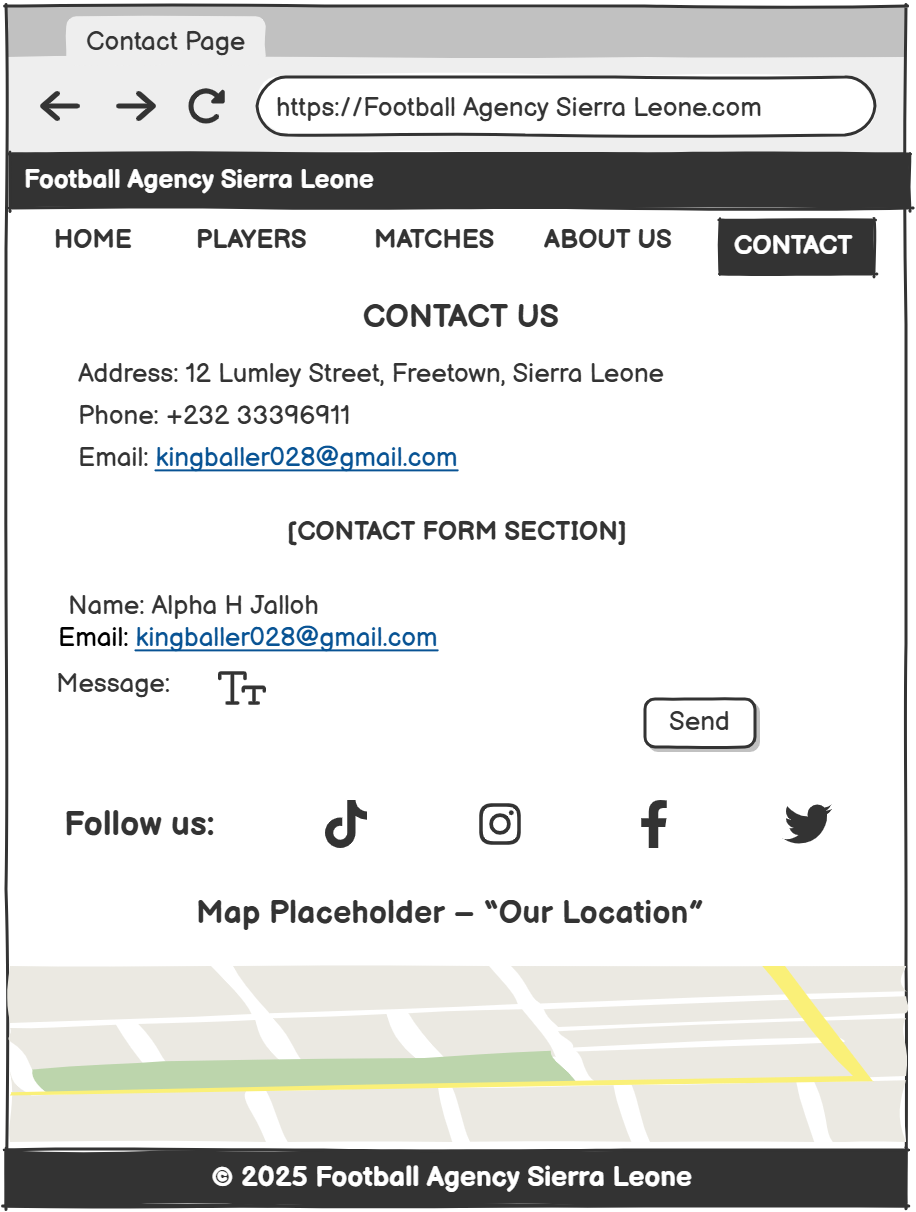 Contact Page
https://Football Agency Sierra Leone.com
Football Agency Sierra Leone
HOME PLAYERS MATCHES ABOUT US CONTACT
CONTACT US
Address: 12 Lumley Street, Freetown, Sierra Leone
Phone: +232 33396911
Email: kingballer028@gmail.com
[CONTACT FORM SECTION]
Name: Alpha H Jalloh
Email: kingballer028@gmail.com
Message: TT
Send
Follow us:
Map Placeholder – “Our Location”
© 2025 Football Agency Sierra Leone